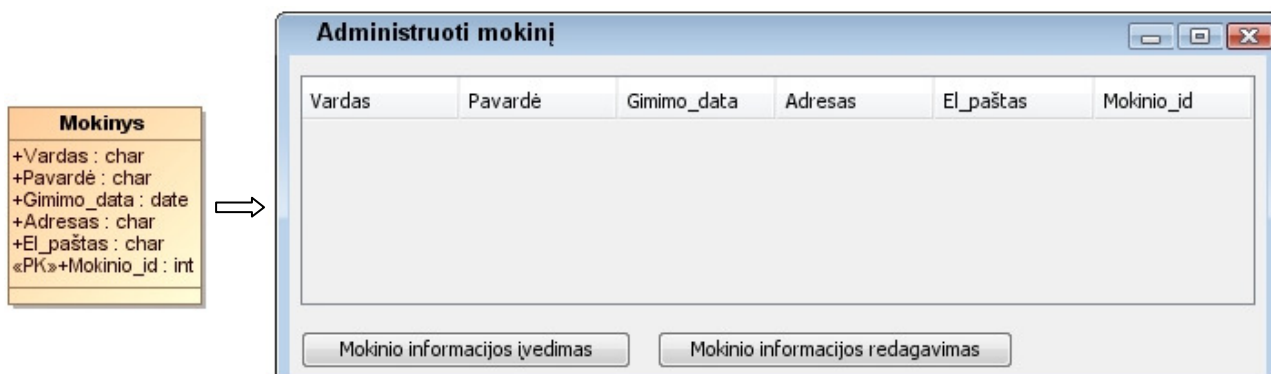 Mokinys
+Vardas : char
+Pavardė : char
+Gimimo_data : date
+Adresas : char
+El_paštas : char
«PK»+Mokinio_id : int
Administruoti mokinį
Vardas Pavardė Gimimo_data Adresas El_paštas Mokinio_id
Mokinio informacijos įvedimas Mokinio informacijos redagavimas